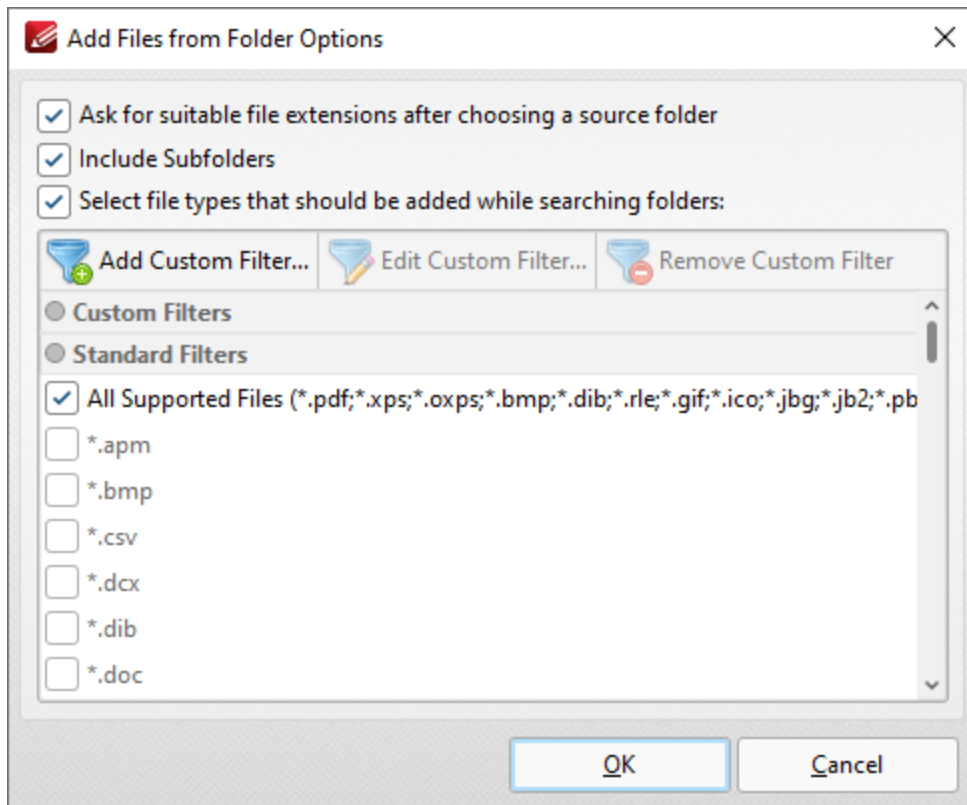 Add Files from Folder Options
Ask for suitable file extensions after choosing a source folder
Include Subfolders
Select file types that should be added while searching folders:
Add Custom Filter... Edit Custom Filter... Remove Custom Filter
Custom Filters
Standard Filters
All Supported Files (*.pdf;*.xps;*.oxps;*.bmp;*.dib;*.rle;*.gif;*.ico;*.jbg;*.jb2;*.pb
*.apm
*.bmp
*.csv
*.dcx
*.dib
*.doc
OK Cancel